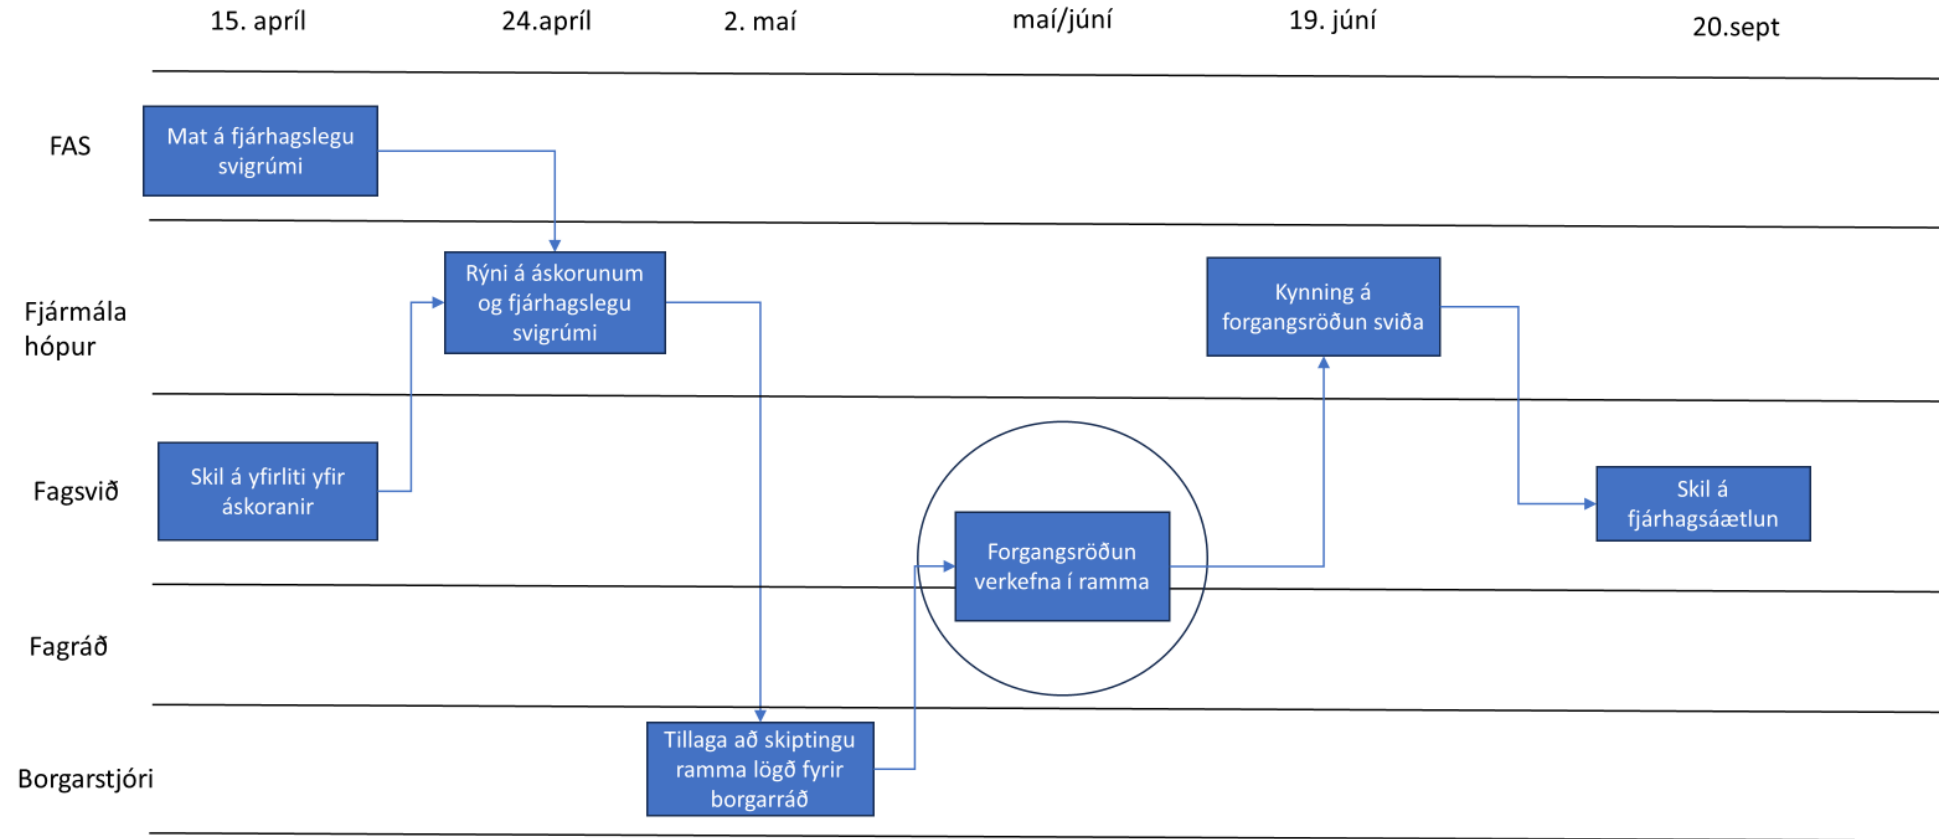 15. apríl
24.apríl
2. maí
maí/júní
19. júní
20.sept
FAS
Mat á fjárhagslegu
svigrúmi
Fjármála
hópur
Rýni á áskorunum
og fjárhagslegu
svigrúmi
Kynning á
forgangsröðun sviða
Fagsvið
Skil á yfirliti yfir
áskoranir
Forgangsröðun
verkefna í ramma
Skil á
fjárhagsáætlun
Fagráð
Borgarstjóri
Tillaga að skiptingu
ramma lögð fyrir
borgarráð